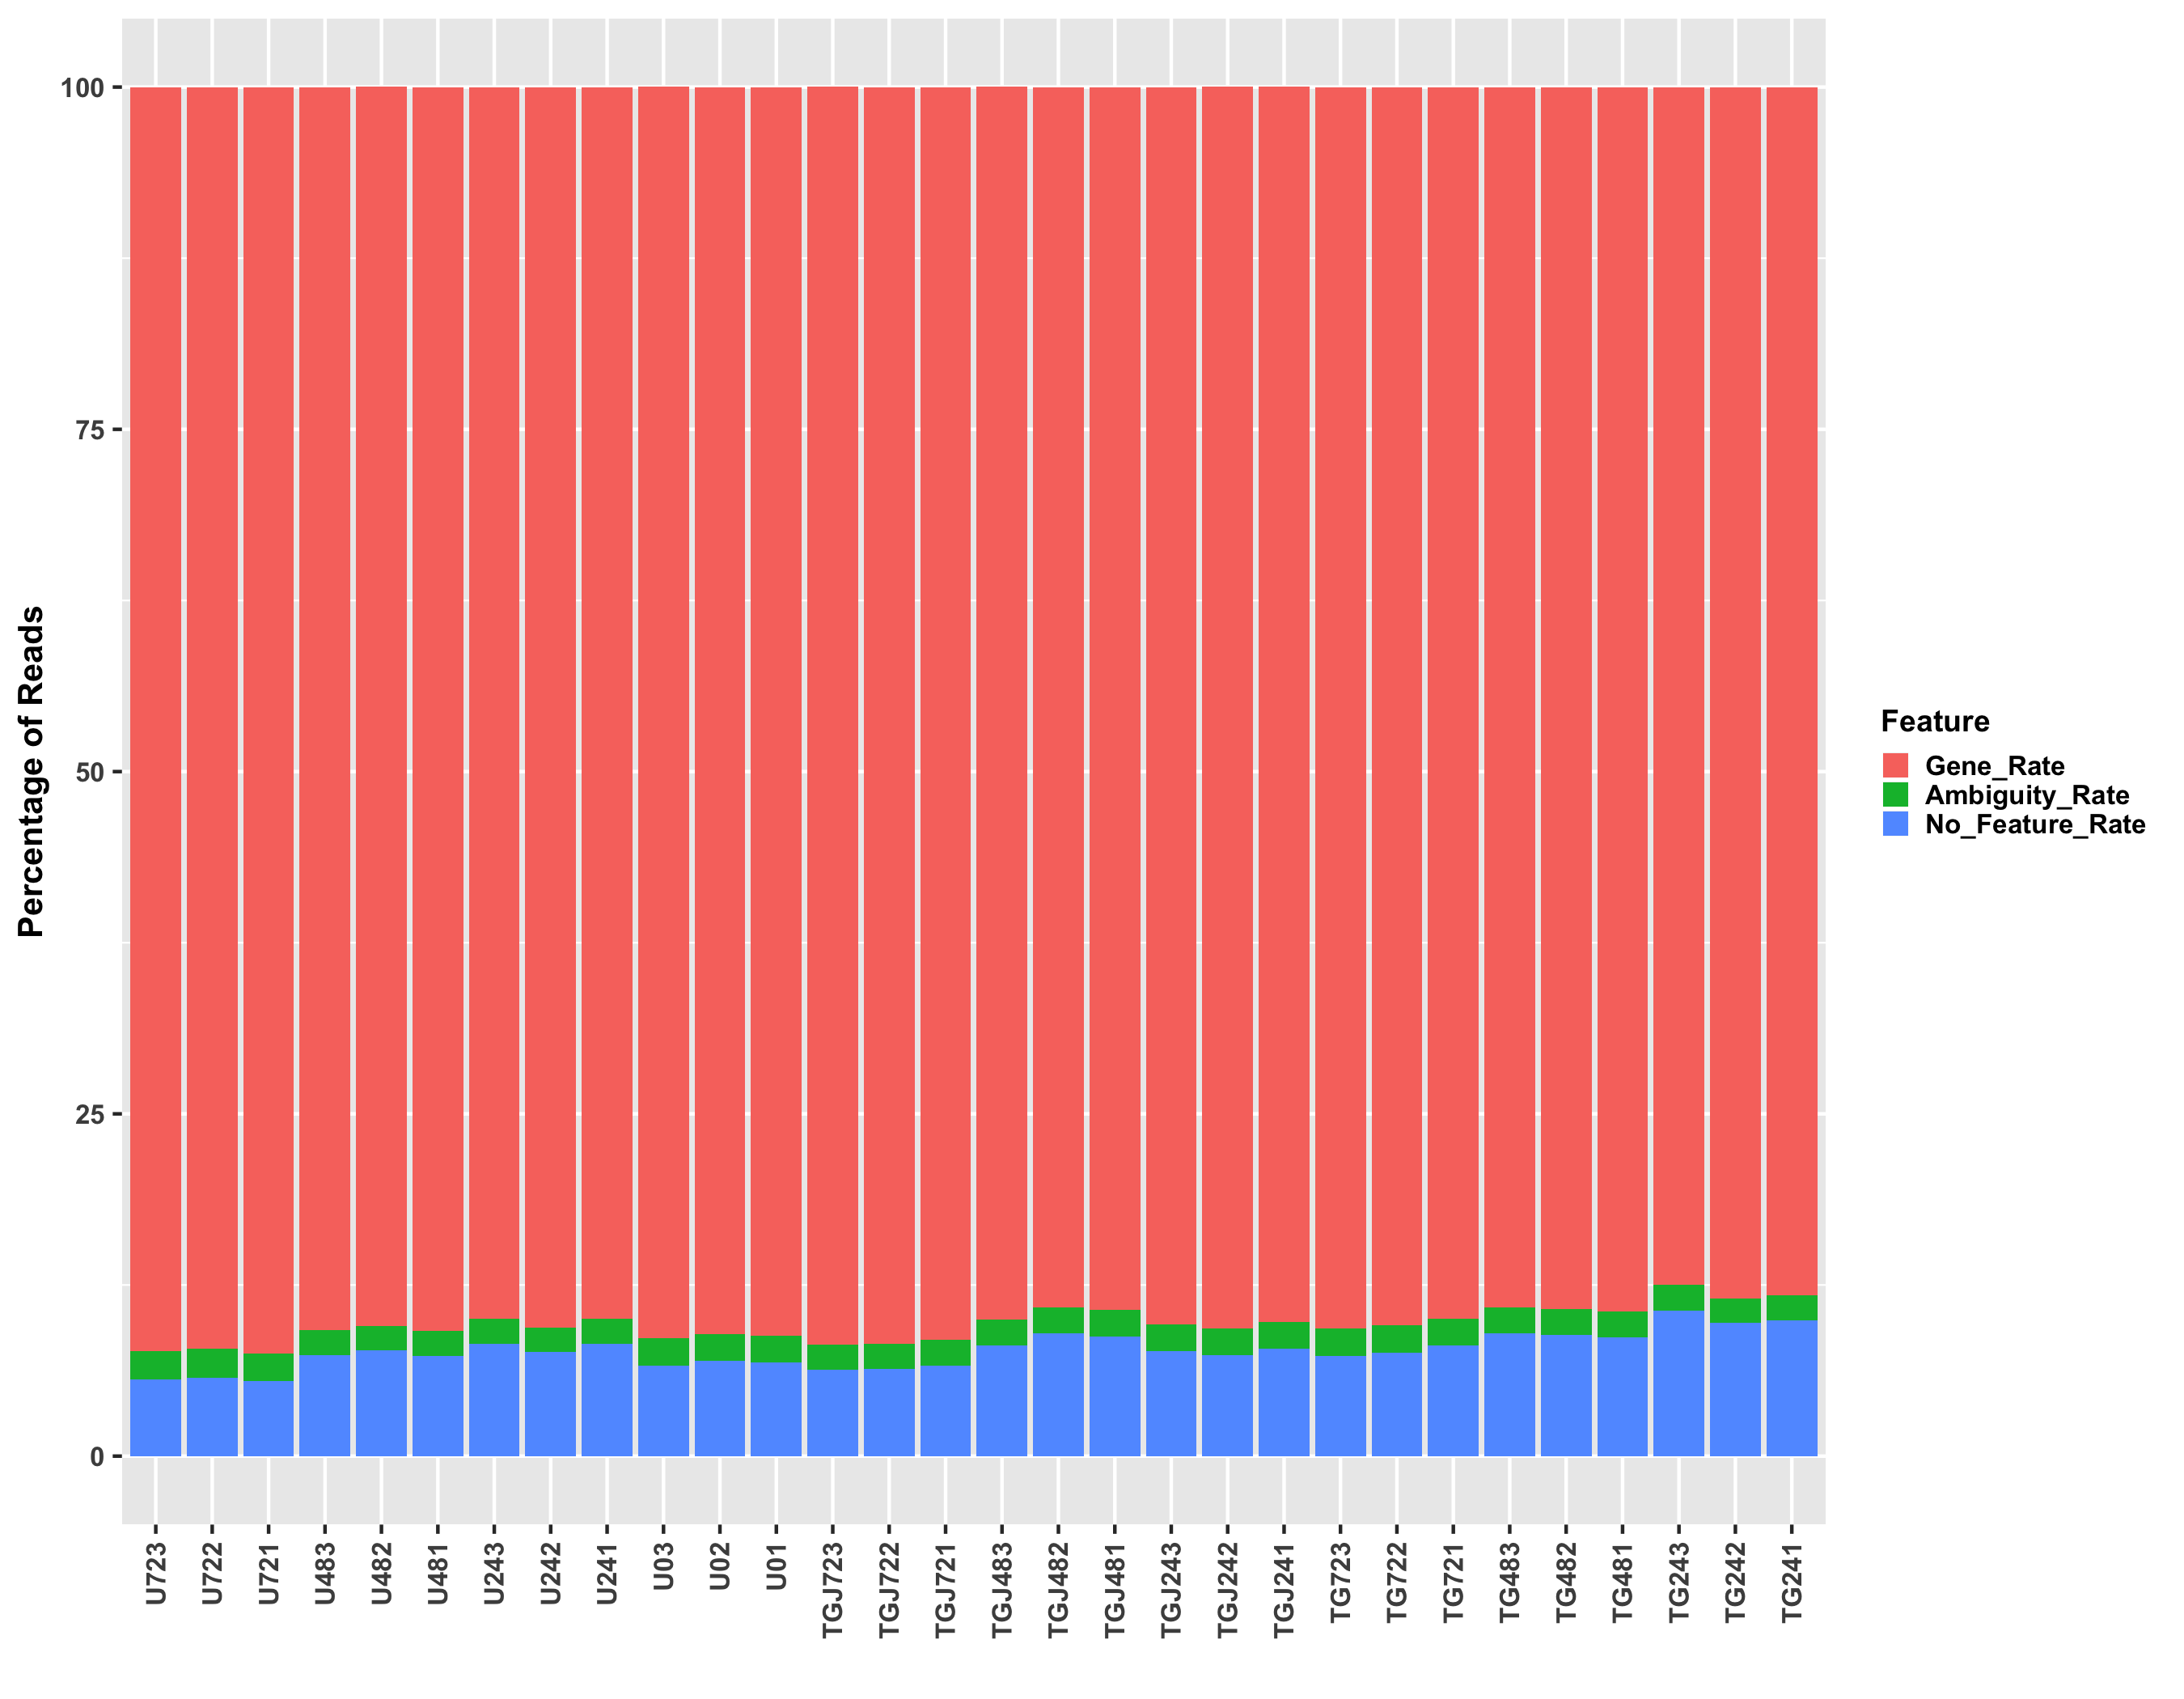 Percentage of Reads
100
75
50
25
0
U723
U722
U721
U483
U482
U481
U243
U242
U241
U03
U02
U01
TGJ723
TGJ722
TGJ721
TGJ483
TGJ482
TGJ481
TGJ243
TGJ242
TGJ241
TG723
TG722
TG721
TG483
TG482
TG481
TG243
TG242
TG241
Feature
Gene_Rate
Ambiguity_Rate
No_Feature_Rate